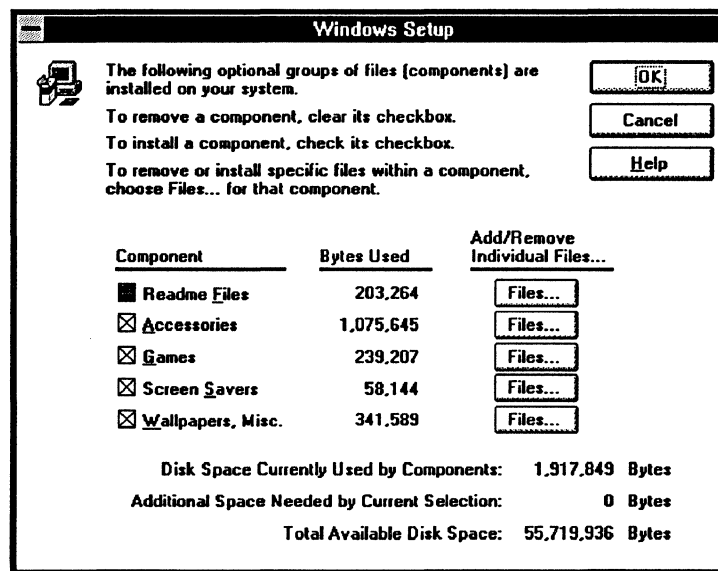 Windows Setup
The following optional groups of files (components) are
installed on your system.
To remove a component, clear its checkbox.
To install a component, check its checkbox.
To remove or install specific files within a component,
choose Files... for that component.
OK
Cancel
Help
Component Bytes Used Add/Remove
Individual Files...
Readme Files 203,264 Files...
Accessories 1,075,645 Files...
Games 239,207 Files...
Screen Savers 58,144 Files...
Wallpapers, Misc. 341,589 Files...
Disk Space Currently Used by Components: 1,917,849 Bytes
Additional Space Needed by Current Selection: 0 Bytes
Total Available Disk Space: 55,719,936 Bytes